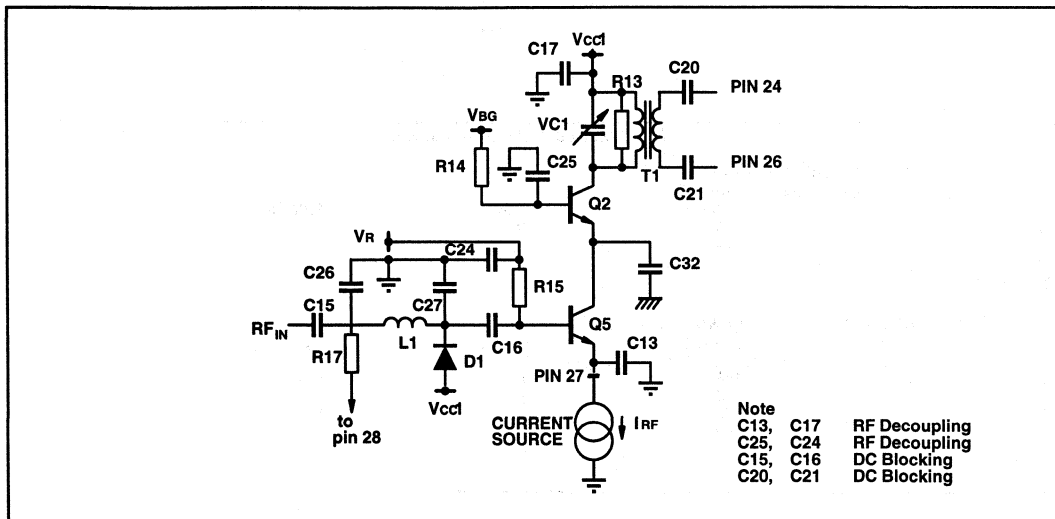 VCC1
C17
R13
C20
PIN 24
VC1
VBG
R14
C25
T1
C21
PIN 26
Q2
VR
C24
C26
C27
R15
C32
C15
RFIN
L1
C16
Q5
C13
R17
D1
PIN 27
VCC1
to
pin 28
CURRENT
SOURCE
IRF
Note
C13, C17 RF Decoupling
C25, C24 RF Decoupling
C15, C16 DC Blocking
C20, C21 DC Blocking